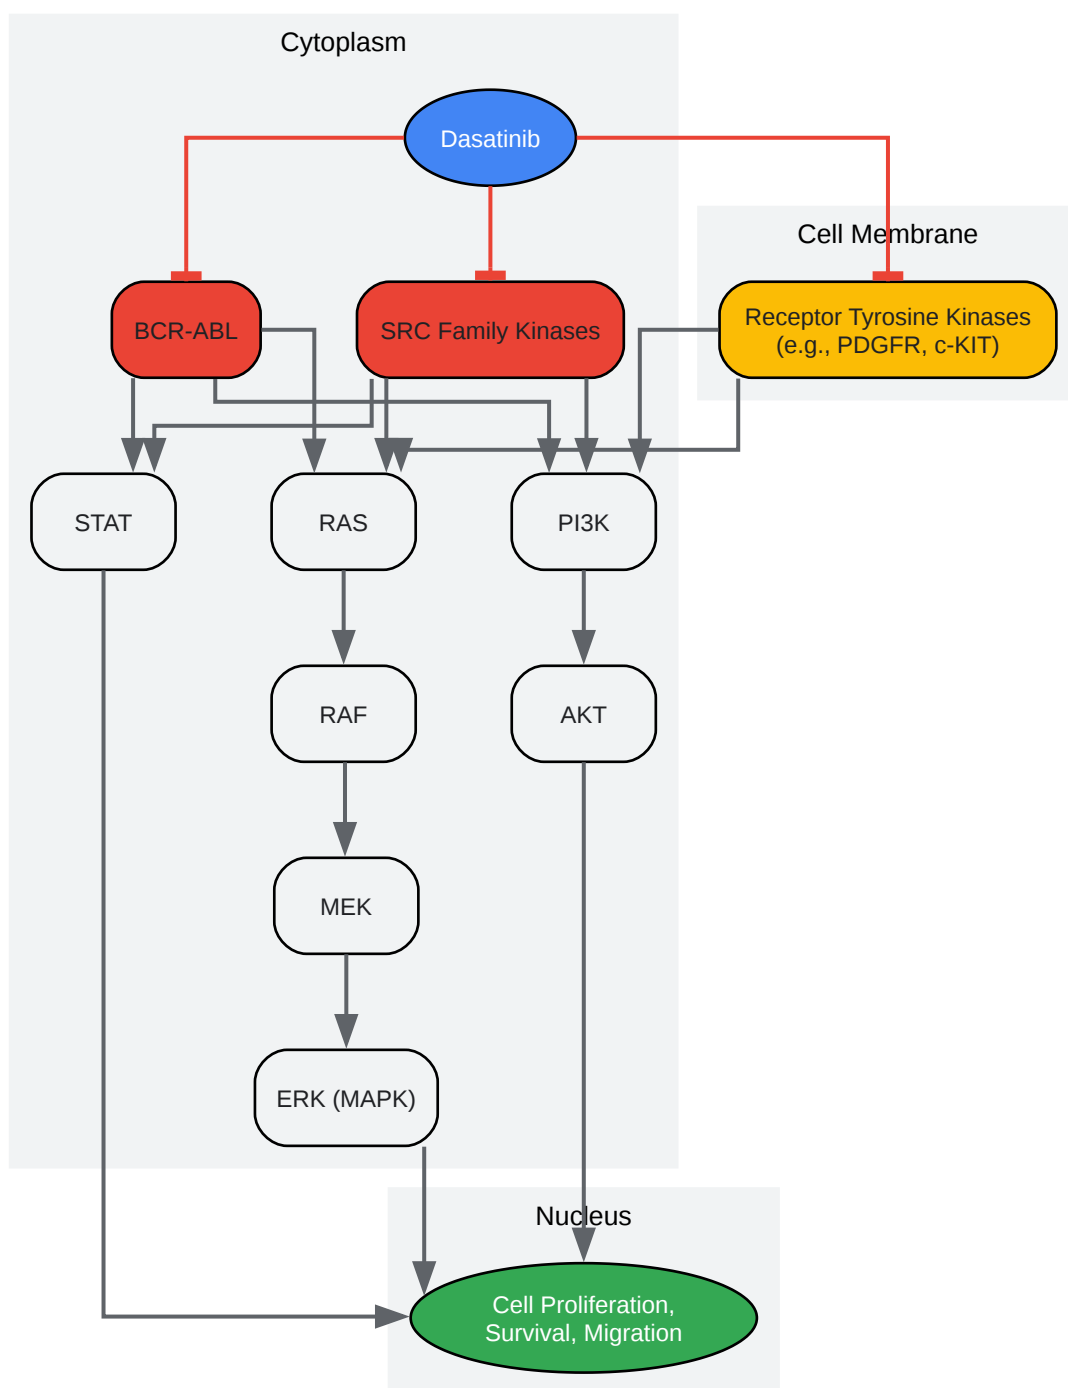 Cytoplasm
Dasatinib
Cell Membrane
BCR-ABL
SRC Family Kinases
Receptor Tyrosine Kinases
(e.g., PDGFR, c-KIT)
STAT
RAS
PI3K
RAF
AKT
MEK
ERK (MAPK)
Nucleus
Cell Proliferation,
Survival, Migration